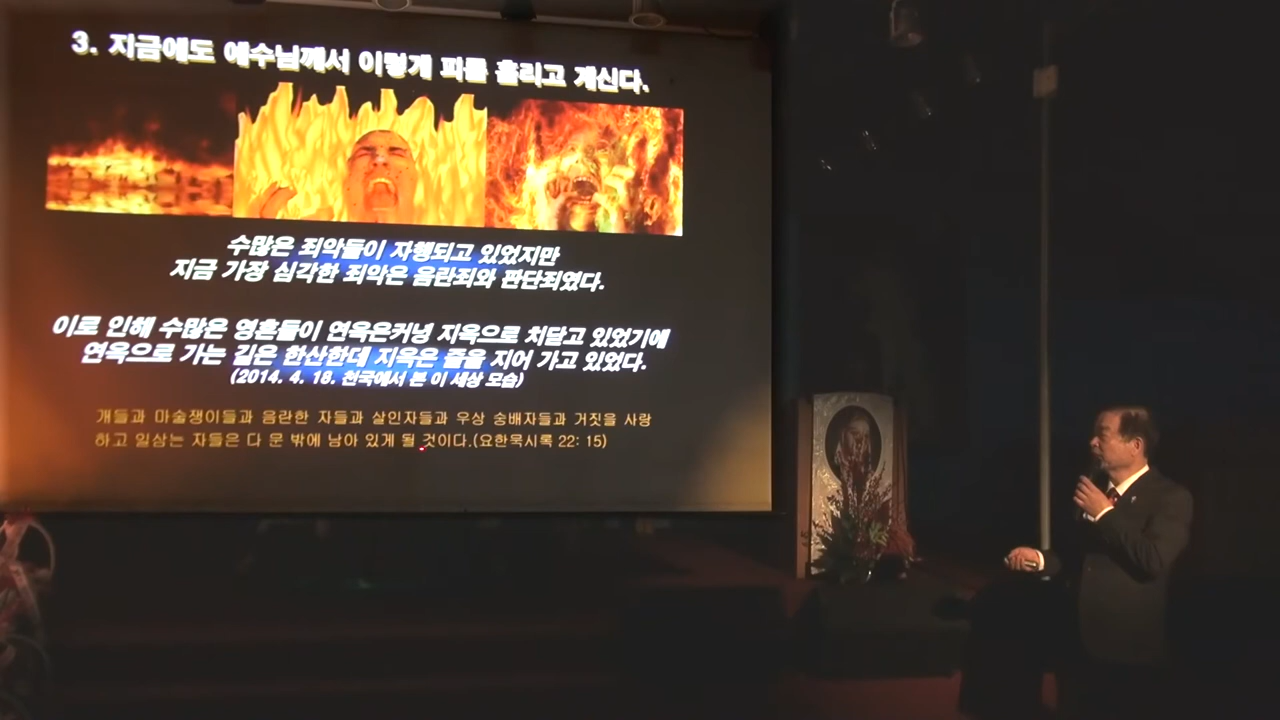 3. 지금에도 예수님께서 이렇게 피를 흘리고 계신다.
수많은 죄악들이 자행되고 있었지만
지금 가장 심각한 죄악은 음란죄와 판단죄였다.
이로 인해 수많은 영혼들이 연옥은커녕 지옥으로 처닫고 있었기에
연옥으로 가는 길은 한산한데 지옥은 줄을 지어 가고 있었다.
(2014. 4. 18. 천국에서 본 이 세상 모습)
개들과 마술쟁이들과 음란한 자들과 살인자들과 우상 숭배자들과 거짓을 사랑
하고 일삼는 자들은 다 문 밖에 남아 있게 될 것이다.(요한묵시록 22: 15)